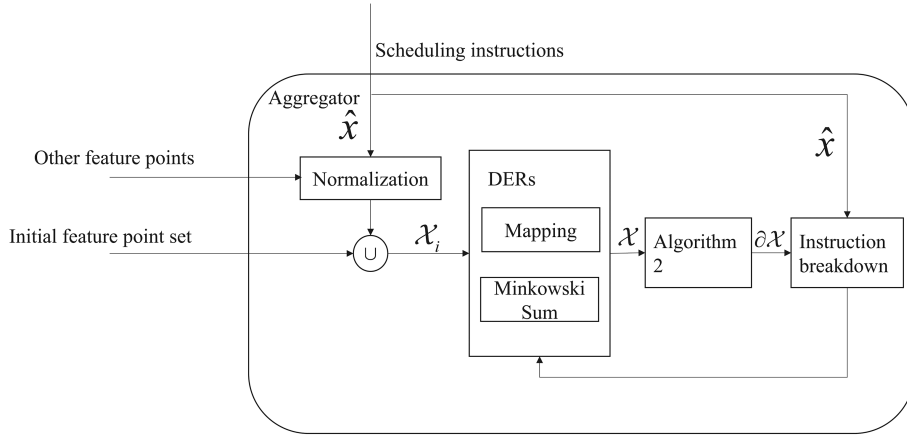 Scheduling instructions
Aggregator
x̂
x̂
Other feature points
Normalization
DERs
Initial feature point set
∪
𝒳ᵢ
Mapping
𝒳
Algorithm
2
∂𝒳
Instruction
breakdown
Minkowski
Sum